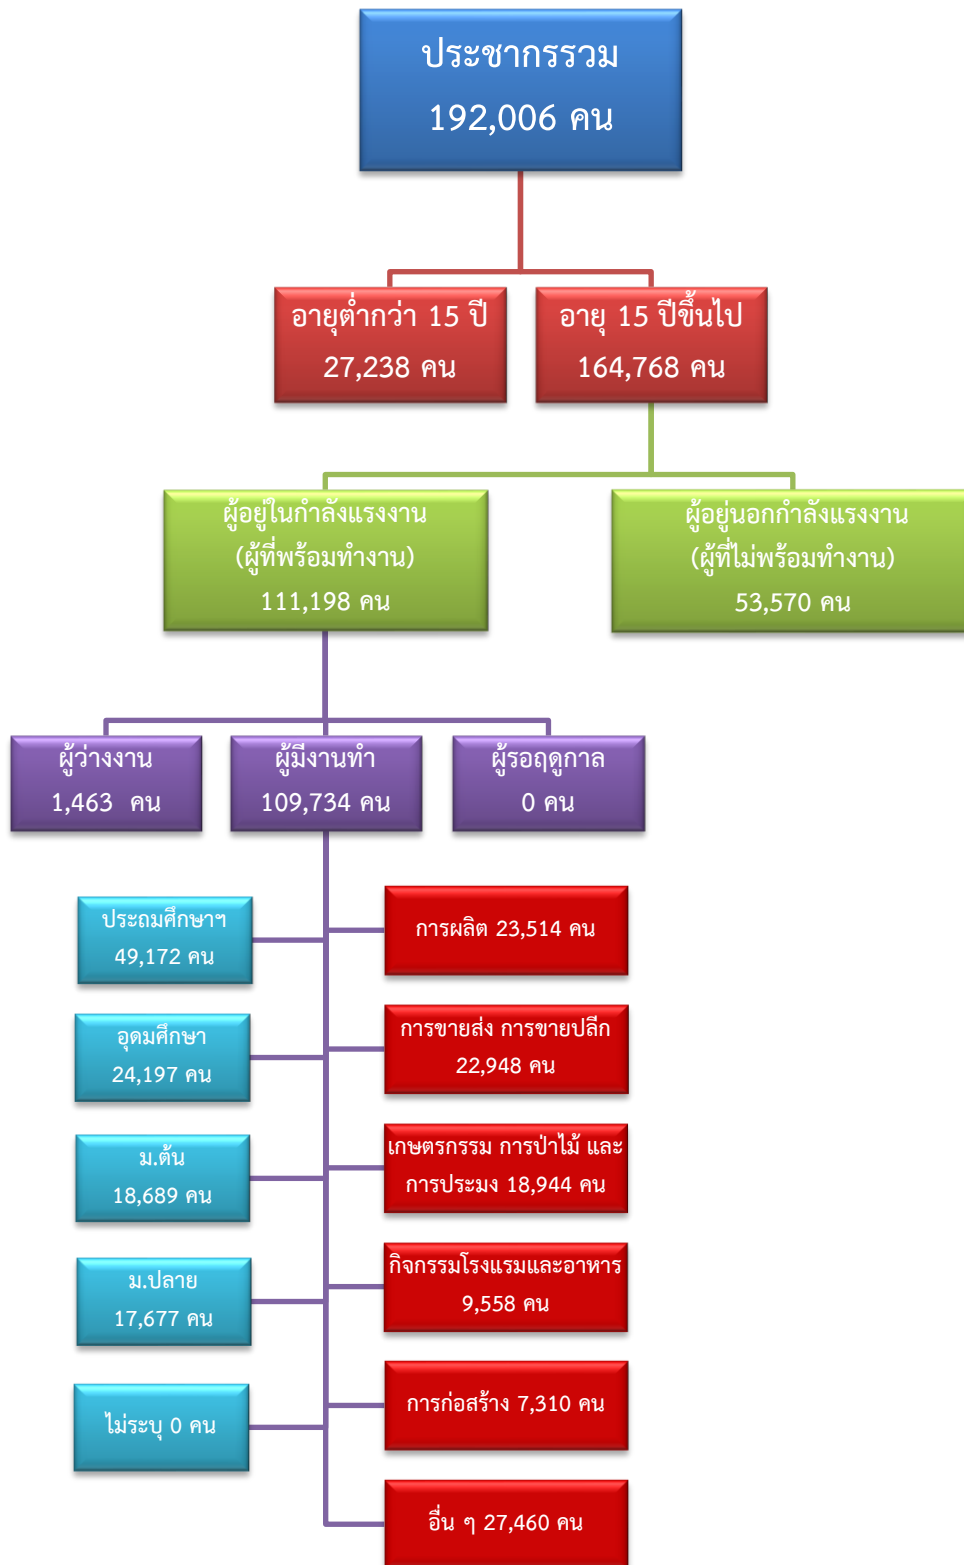 ประชากรรวม
192,006 คน
อายุต่ำกว่า 15 ปี
27,238 คน
อายุ 15 ปีขึ้นไป
164,768 คน
ผู้อยู่ในกำลังแรงงาน
(ผู้ที่พร้อมทำงาน)
111,198 คน
ผู้อยู่นอกกำลังแรงงาน
(ผู้ที่ไม่พร้อมทำงาน)
53,570 คน
ผู้ว่างงาน
1,463 คน
ผู้มีงานทำ
109,734 คน
ผู้รอฤดูกาล
0 คน
ประถมศึกษาฯ
49,172 คน
อุดมศึกษา
24,197 คน
ม.ต้น
18,689 คน
ม.ปลาย
17,677 คน
ไม่ระบุ 0 คน
การผลิต 23,514 คน
การขายส่ง การขายปลีก
22,948 คน
เกษตรกรรม การป่าไม้ และ
การประมง 18,944 คน
กิจกรรมโรงแรมและอาหาร
9,558 คน
การก่อสร้าง 7,310 คน
อื่น ๆ 27,460 คน